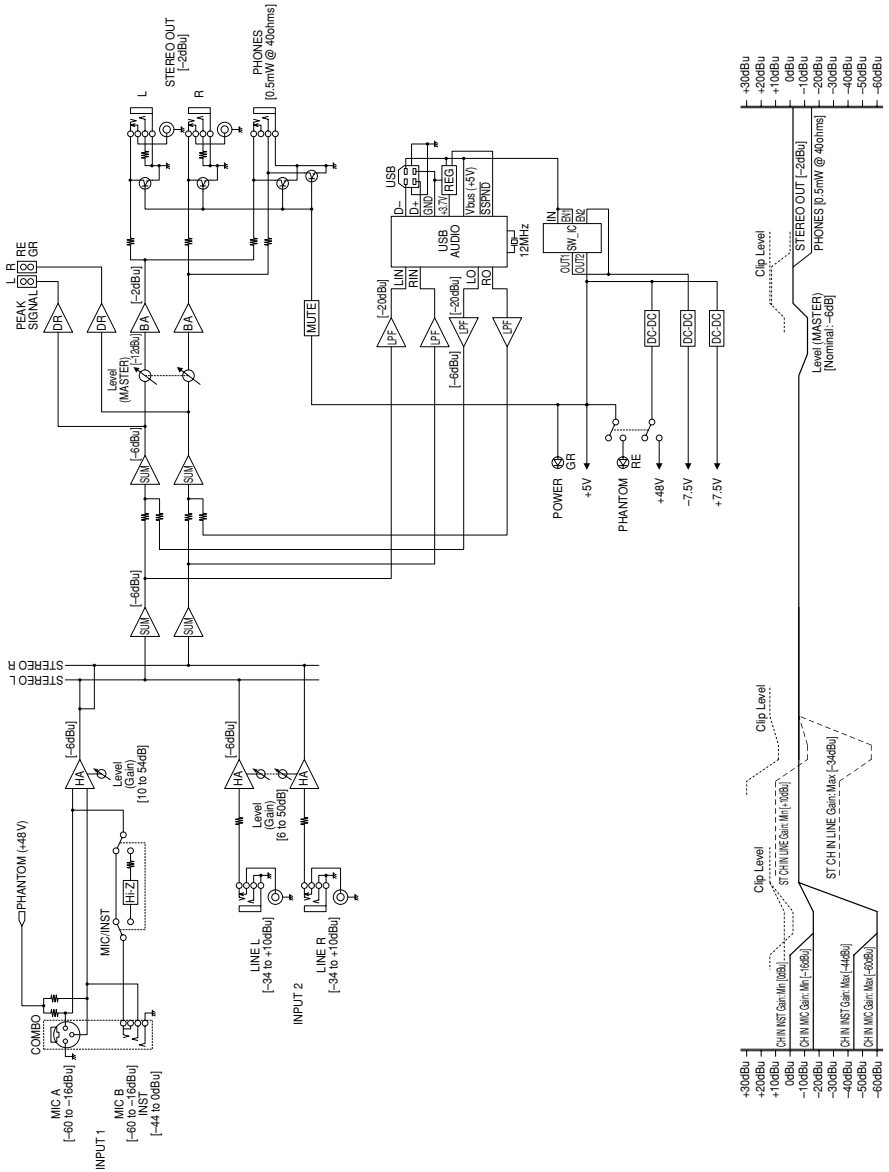 PHANTOM (+48V)
COMBO
MIC A
[–60 to –16dBu]
INPUT 1
MIC B
[–60 to –16dBu]
INST
[–44 to 0dBu]
MIC/INST
Hi-Z
HA
Level
(Gain)
[10 to 54dB]
[–6dBu]
LINE L
[–34 to +10dBu]
INPUT 2
LINE R
[–34 to +10dBu]
Level
(Gain)
[6 to 50dB]
HA
HA
[–6dBu]
STEREO L
STEREO R
SUM
SUM
[–6dBu]
SUM
SUM
[–6dBu]
Level
(MASTER)
[–12dBu]
BA
BA
[–2dBu]
DR
DR
PEAK
SIGNAL
L R
RE
GR
L
STEREO OUT
[–2dBu]
R
PHONES
[0.5mW @ 40ohms]
MUTE
LPF
LPF
[–20dBu]
[–6dBu]
LPF
LPF
[–20dBu]
LIN
RIN
LO
RO
USB
AUDIO
12MHz
USB
D–
D+
GND
+3.7V
REG
Vbus (+5V)
SSPND
IN
EN1
EN2
SW_IC
OUT1
OUT2
DC-DC
DC-DC
DC-DC
POWER
GR
+5V
PHANTOM
RE
+48V
–7.5V
+7.5V
+30dBu
+20dBu
+10dBu
0dBu
–10dBu
–20dBu
–30dBu
–40dBu
–50dBu
–60dBu
CH IN INST Gain: Min [0dBu]
CH IN MIC Gain: Min [–16dBu]
CH IN INST Gain: Max [–44dBu]
CH IN MIC Gain: Max [–60dBu]
Clip Level
ST CH IN LINE Gain: Min [+10dBu]
ST CH IN LINE Gain: Max [–34dBu]
Clip Level
Level (MASTER)
[Nominal: –6dB]
Clip Level
STEREO OUT [–2dBu]
PHONES [0.5mW @ 40ohms]
+30dBu
+20dBu
+10dBu
0dBu
–10dBu
–20dBu
–30dBu
–40dBu
–50dBu
–60dBu